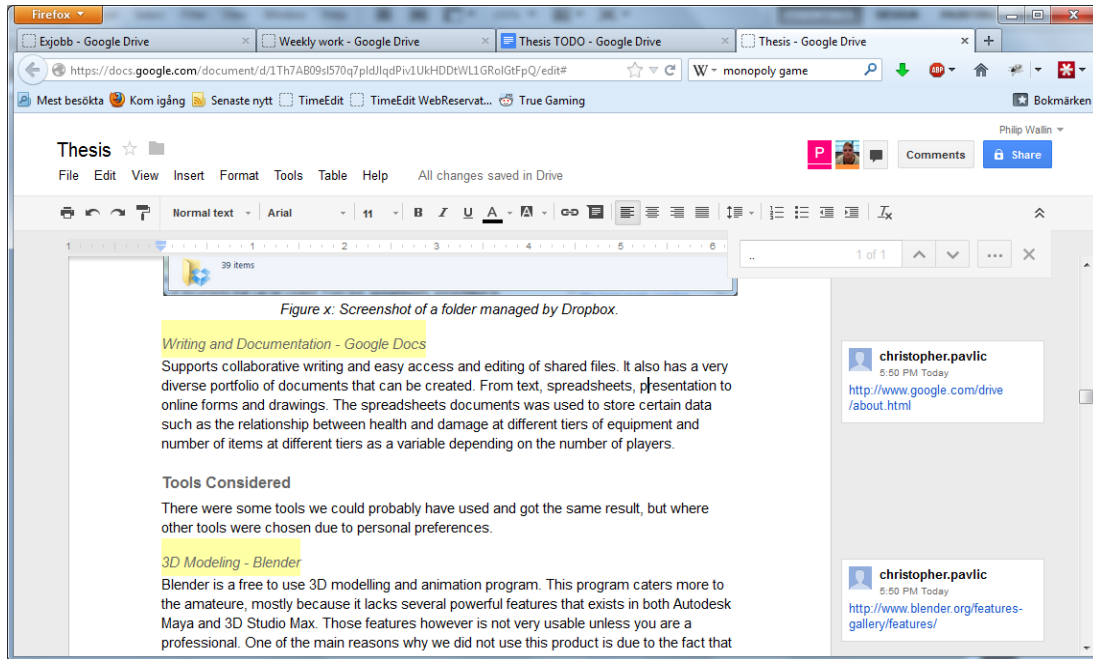 Firefox
Exjobb - Google Drive
Weekly work - Google Drive
Thesis TODO - Google Drive
Thesis - Google Drive
https://docs.google.com/document/d/1Th7AB09sI570q7pldJlqdPiv1UkHDDtWL1GRolGtFpQ/edit#
W monopoly game
ABP
Mest besökta Kom igång Senaste nytt TimeEdit TimeEdit WebReservat... True Gaming Bokmärken
Philip Wallin
Thesis
P
Comments
Share
File Edit View Insert Format Tools Table Help All changes saved in Drive
Normal text Arial 11 B I U A A
1 1 2 3 4 5 6
.. 1 of 1
39 items
Figure x: Screenshot of a folder managed by Dropbox.
Writing and Documentation - Google Docs
Supports collaborative writing and easy access and editing of shared files. It also has a very
diverse portfolio of documents that can be created. From text, spreadsheets, presentation to
online forms and drawings. The spreadsheets documents was used to store certain data
such as the relationship between health and damage at different tiers of equipment and
number of items at different tiers as a variable depending on the number of players.
christopher.pavlic
5:50 PM Today
http://www.google.com/drive
/about.html
Tools Considered
There were some tools we could probably have used and got the same result, but where
other tools were chosen due to personal preferences.
3D Modeling - Blender
Blender is a free to use 3D modelling and animation program. This program caters more to
the amateure, mostly because it lacks several powerful features that exists in both Autodesk
Maya and 3D Studio Max. Those features however is not very usable unless you are a
professional. One of the main reasons why we did not use this product is due to the fact that
christopher.pavlic
5:50 PM Today
http://www.blender.org/features-
gallery/features/